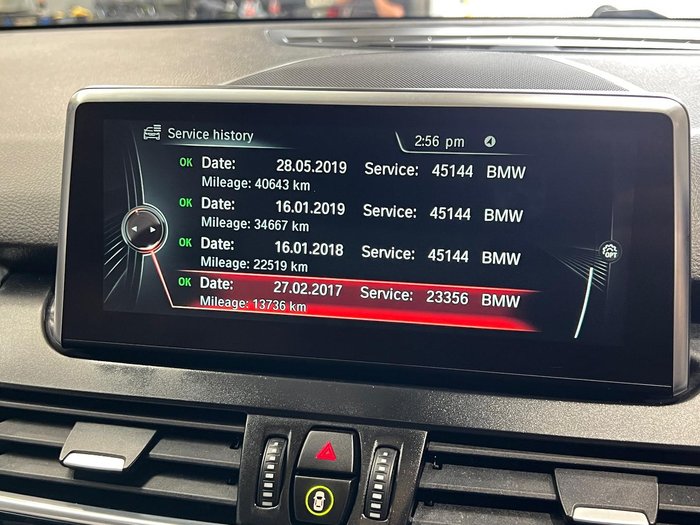 Service history 2:56 pm
OK Date: 28.05.2019 Service: 45144 BMW
Mileage: 40643 km
OK Date: 16.01.2019 Service: 45144 BMW
Mileage: 34667 km
OK Date: 16.01.2018 Service: 45144 BMW
Mileage: 22519 km
OK Date: 27.02.2017 Service: 23356 BMW
Mileage: 13736 km
OPT